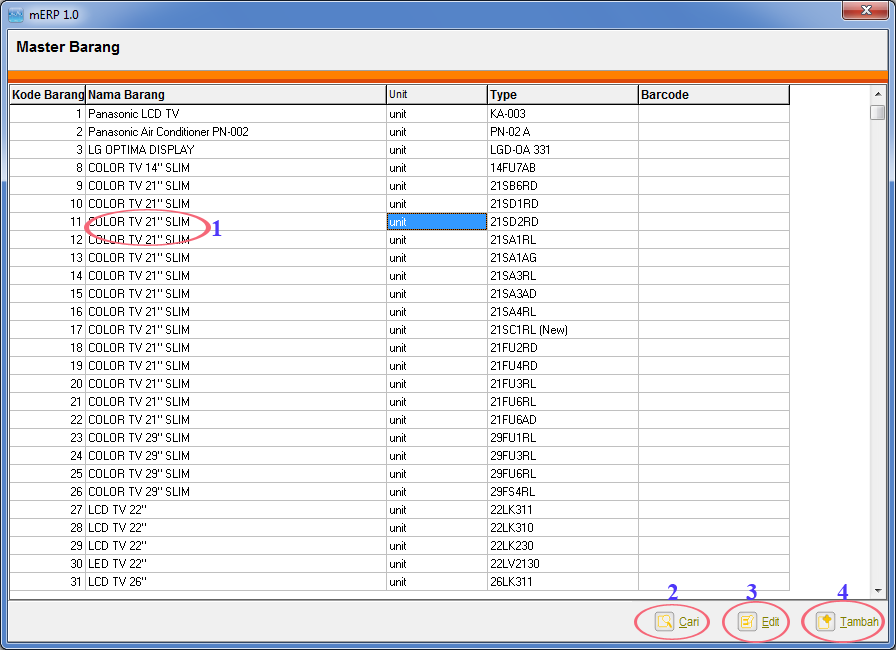 mERP 1.0
Master Barang
Kode Barang Nama Barang Unit Type Barcode
1 Panasonic LCD TV unit KA-003
2 Panasonic Air Conditioner PN-002 unit PN-02 A
3 LG OPTIMA DISPLAY unit LGD-OA 331
8 COLOR TV 14" SLIM unit 14FU7AB
9 COLOR TV 21" SLIM unit 21SB6RD
10 COLOR TV 21" SLIM unit 21SD1RD
11 COLOR TV 21" SLIM 1 unit 21SD2RD
12 COLOR TV 21" SLIM unit 21SA1RL
13 COLOR TV 21" SLIM unit 21SA1AG
14 COLOR TV 21" SLIM unit 21SA3RL
15 COLOR TV 21" SLIM unit 21SA3AD
16 COLOR TV 21" SLIM unit 21SA4RL
17 COLOR TV 21" SLIM unit 21SC1RL (New)
18 COLOR TV 21" SLIM unit 21FU2RD
19 COLOR TV 21" SLIM unit 21FU4RD
20 COLOR TV 21" SLIM unit 21FU3RL
21 COLOR TV 21" SLIM unit 21FU6RL
22 COLOR TV 21" SLIM unit 21FU6AD
23 COLOR TV 29" SLIM unit 29FU1RL
24 COLOR TV 29" SLIM unit 29FU3RL
25 COLOR TV 29" SLIM unit 29FU6RL
26 COLOR TV 29" SLIM unit 29FS4RL
27 LCD TV 22" unit 22LK311
28 LCD TV 22" unit 22LK310
29 LCD TV 22" unit 22LK230
30 LED TV 22" unit 22LV2130
31 LCD TV 26" unit 26LK311
2 3 4
Cari Edit Tambah